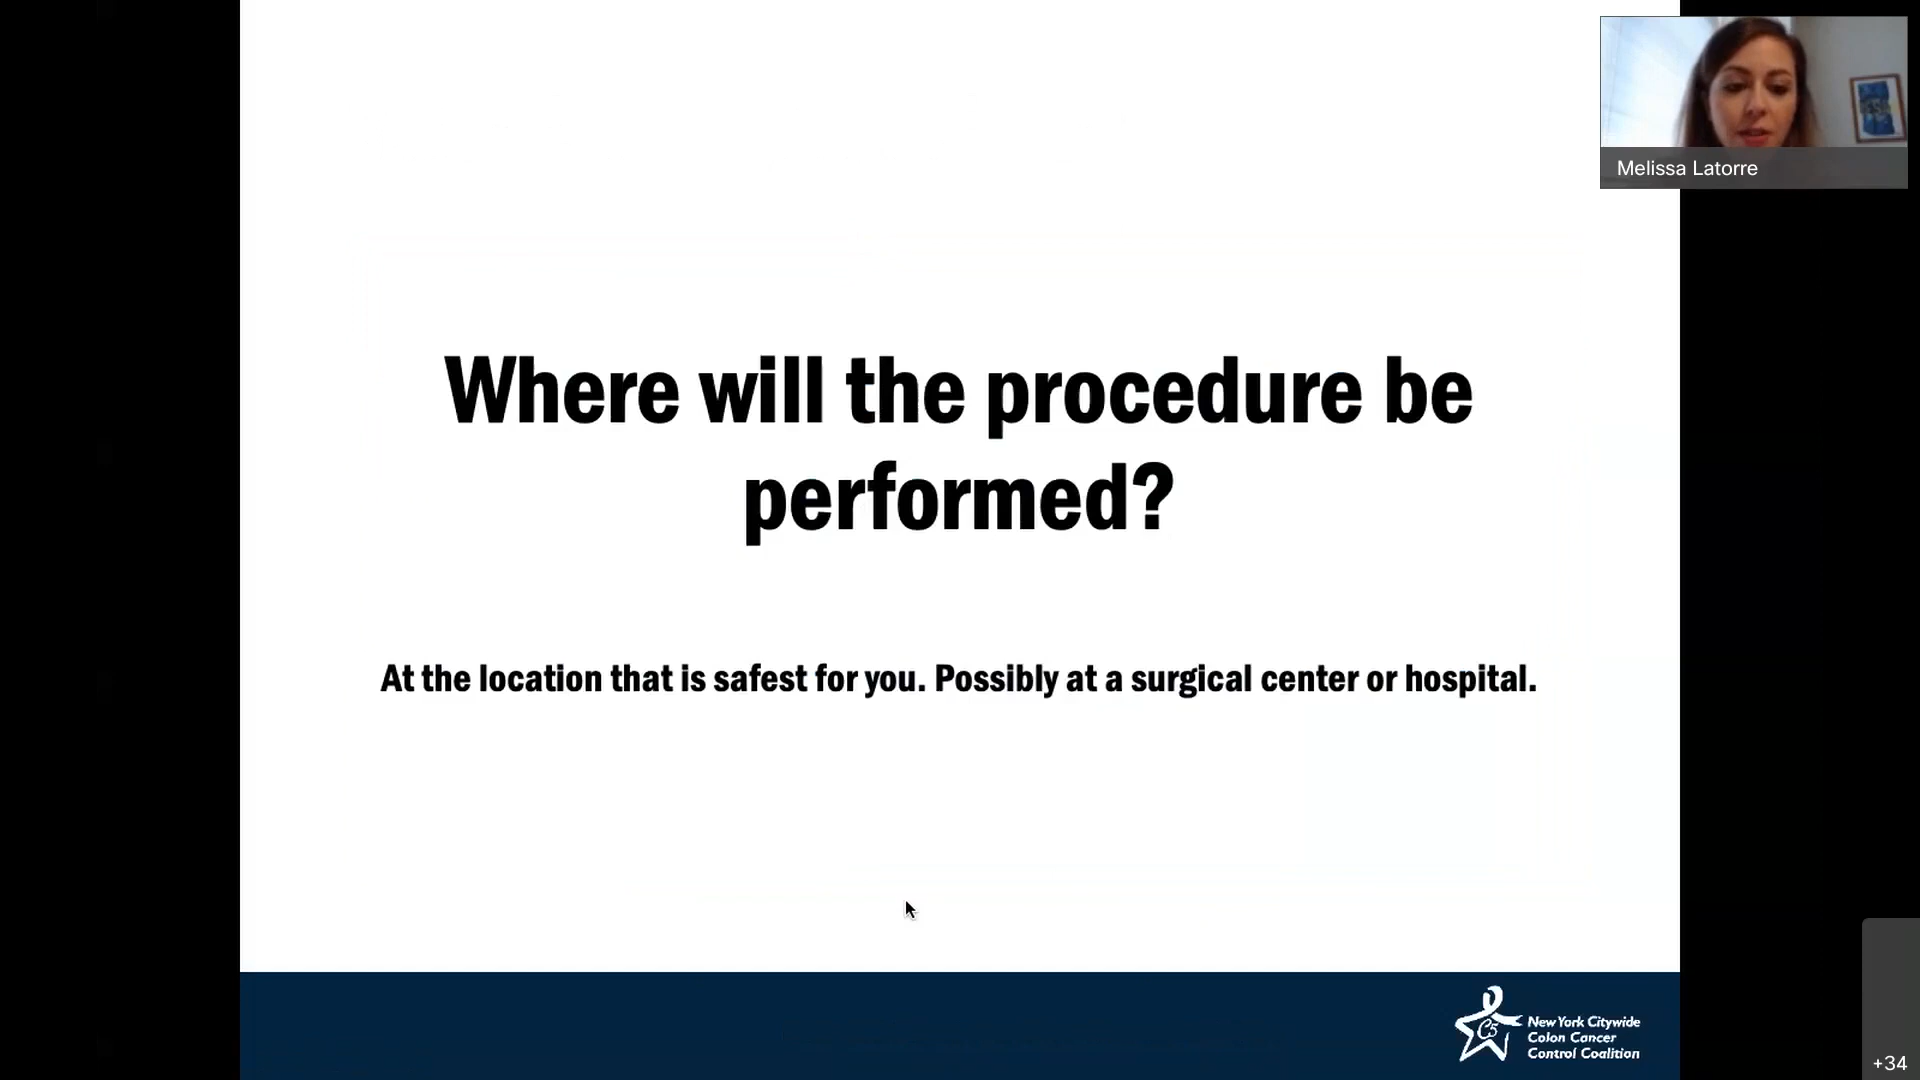 Melissa Latorre
Where will the procedure be
performed?
At the location that is safest for you. Possibly at a surgical center or hospital.
C5
New York Citywide
Colon Cancer
Control Coalition
+34